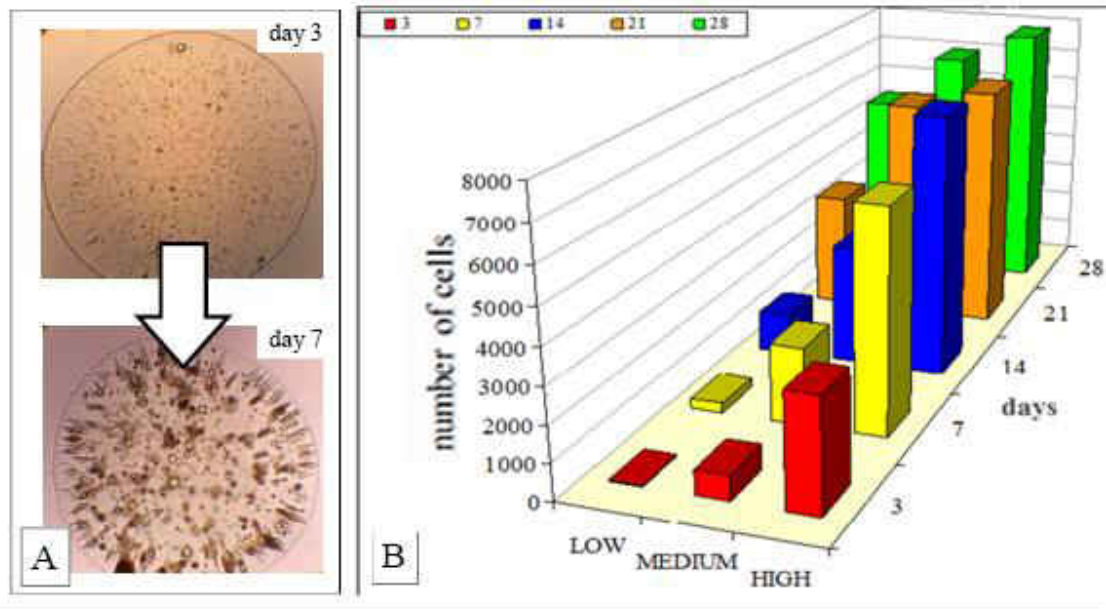 day 3
day 7
A
3 7 14 21 28
8000
7000
6000
5000
4000
3000
2000
1000
0
number of cells
LOW
MEDIUM
HIGH
3
7
14
21
28
days
B